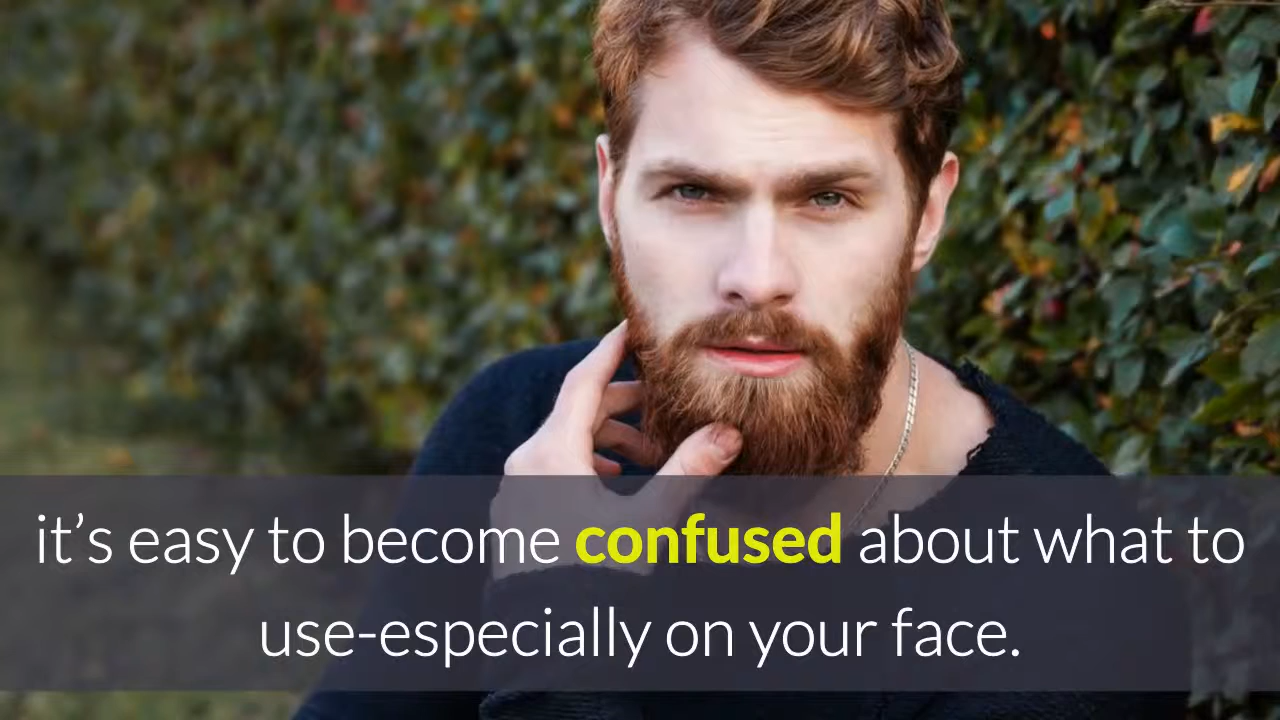 it’s easy to become confused about what to
use-especially on your face.